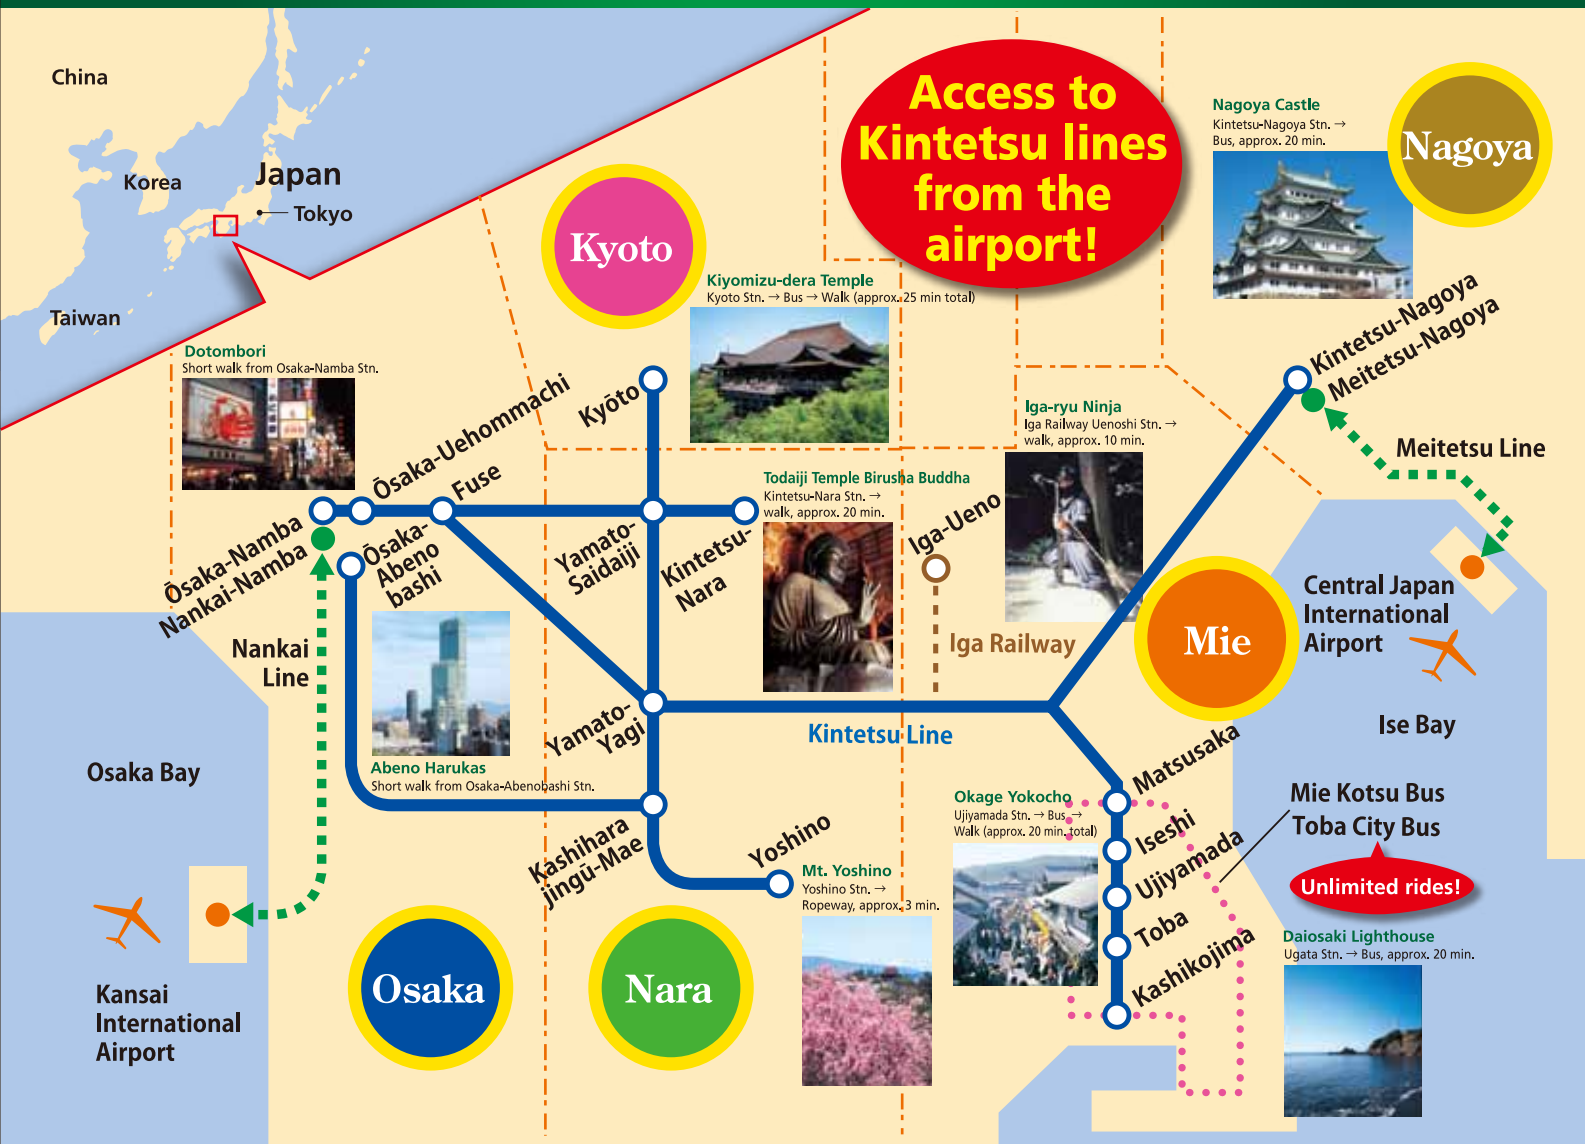 China
Korea
Japan
Tokyo
Taiwan
Access to
Kintetsu lines
from the
airport!
Nagoya Castle
Kintetsu-Nagoya Stn. →
Bus, approx. 20 min.
Nagoya
Kyoto
Kiyomizu-dera Temple
Kyoto Stn. → Bus → Walk (approx. 25 min total)
Dotombori
Short walk from Osaka-Namba Stn.
Kintetsu-Nagoya
Meitetsu-Nagoya
Meitetsu Line
Iga-ryu Ninja
Iga Railway Uenoshi Stn. →
walk, approx. 10 min.
Kyōto
Ōsaka-Uehommachi
Fuse
Todaiji Temple Birusha Buddha
Kintetsu-Nara Stn. →
walk, approx. 20 min.
Ōsaka-Namba
Nankai-Namba
Ōsaka-
Abeno
bashi
Yamato-
Saidaiji
Kintetsu-
Nara
Iga-Ueno
Iga Railway
Central Japan
International
Airport
Mie
Nankai
Line
Yamato-
Yagi
Kintetsu Line
Ise Bay
Osaka Bay
Abeno Harukas
Short walk from Osaka-Abenobashi Stn.
Matsusaka
Iseshi
Ujiyamada
Toba
Kashikojima
Okage Yokocho
Ujiyamada Stn. → Bus →
Walk (approx. 20 min. total)
Mie Kotsu Bus
Toba City Bus
Unlimited rides!
Kashihara
jingū-Mae
Yoshino
Mt. Yoshino
Yoshino Stn. →
Ropeway, approx. 3 min.
Daiosaki Lighthouse
Ugata Stn. → Bus, approx. 20 min.
Osaka
Nara
Kansai
International
Airport